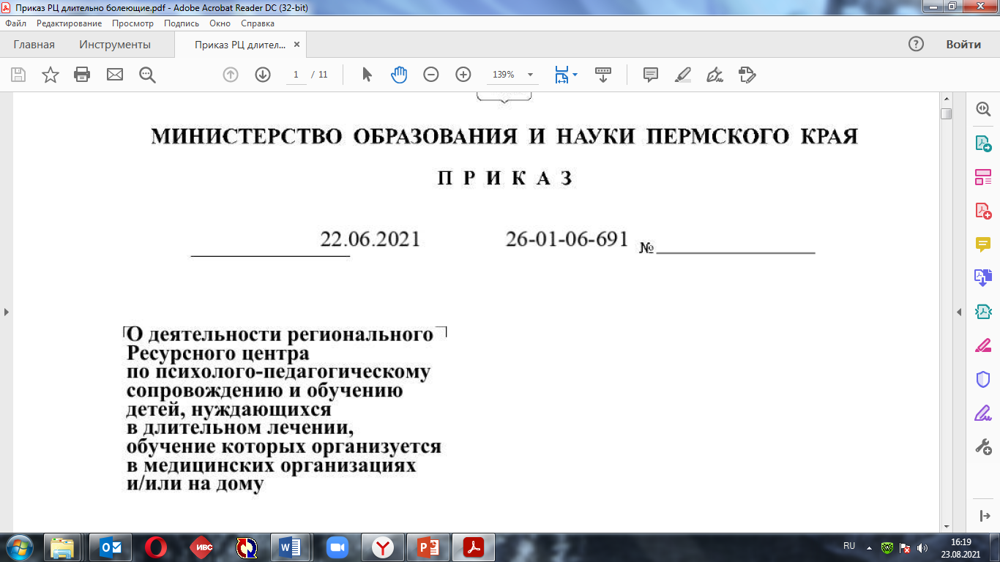 Приказ РЦ длительно болеющие.pdf - Adobe Acrobat Reader DC (32-bit)
Файл Редактирование Просмотр Подпись Окно Справка
Главная Инструменты Приказ РЦ длител... × Войти
1 / 11 139%
МИНИСТЕРСТВО ОБРАЗОВАНИЯ И НАУКИ ПЕРМСКОГО КРАЯ
П Р И К А З
22.06.2021 26-01-06-691 №
О деятельности регионального
Ресурсного центра
по психолого-педагогическому
сопровождению и обучению
детей, нуждающихся
в длительном лечении,
обучение которых организуется
в медицинских организациях
и/или на дому
ИВС
RU 16:19
23.08.2021